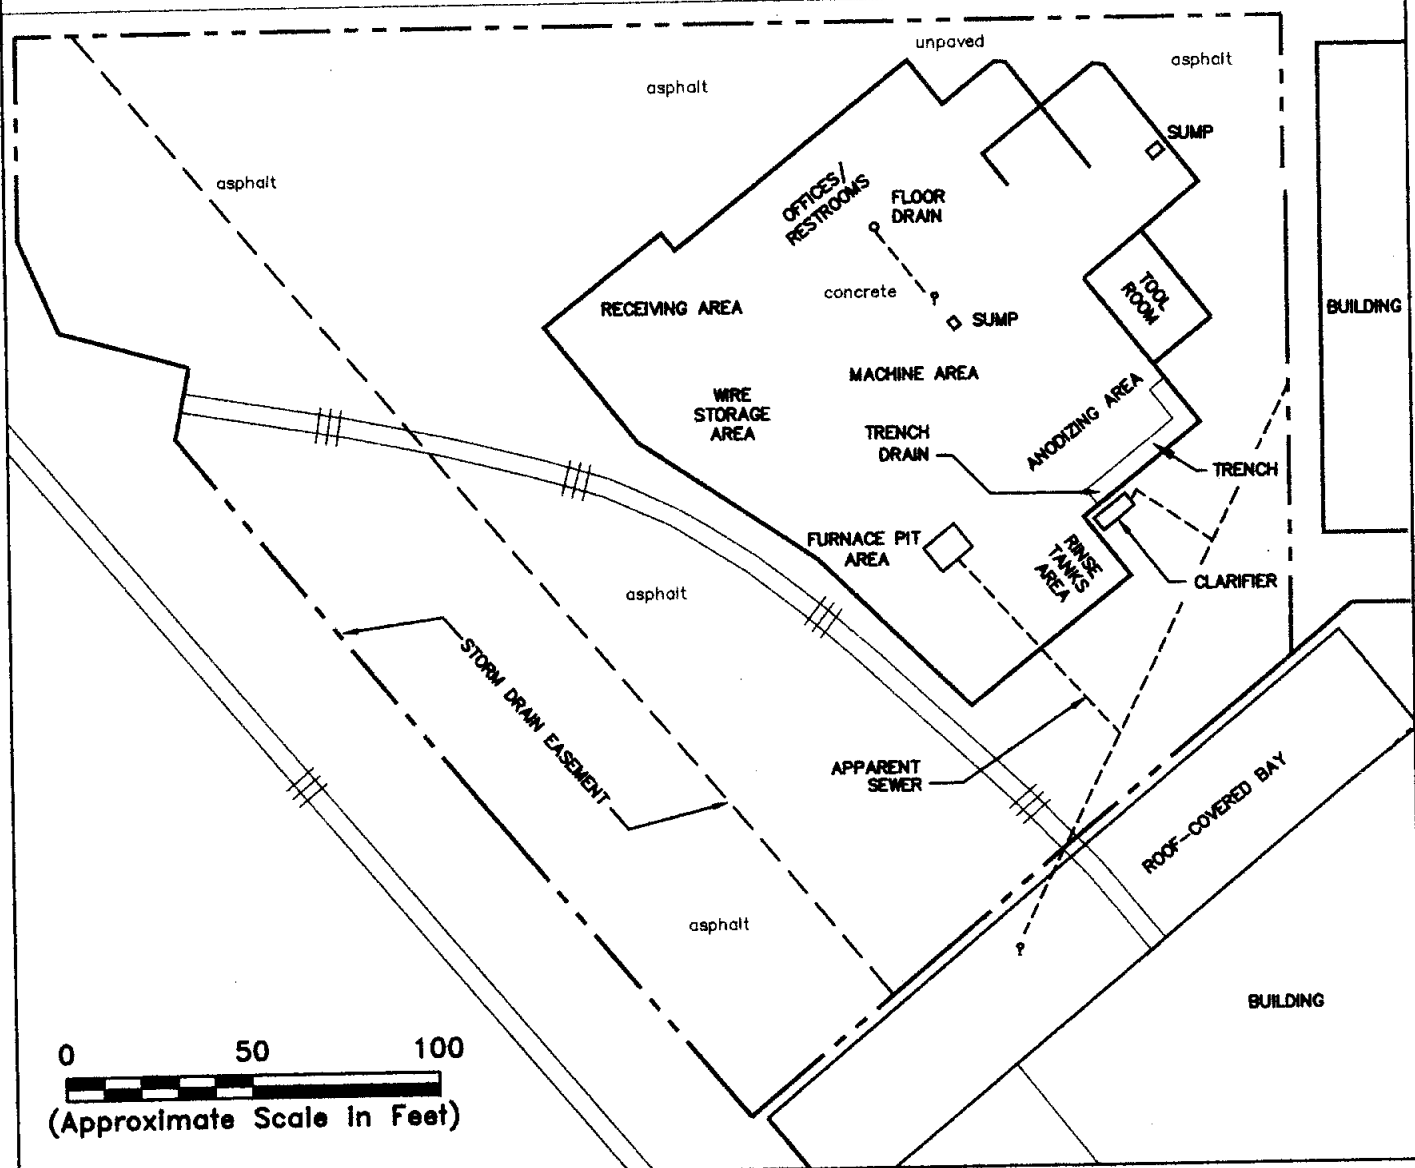 unpaved
asphalt
asphalt
SUMP
asphalt
OFFICES/
RESTROOMS
FLOOR
DRAIN
TOOL
ROOM
concrete
RECEIVING AREA
SUMP
BUILDING
MACHINE AREA
WIRE
STORAGE
AREA
ANODIZING AREA
TRENCH
DRAIN
TRENCH
FURNACE PIT
AREA
RINSE
TANKS
AREA
CLARIFIER
asphalt
STORM DRAIN EASEMENT
APPARENT
SEWER
ROOF-COVERED BAY
asphalt
BUILDING
0 50 100
(Approximate Scale in Feet)